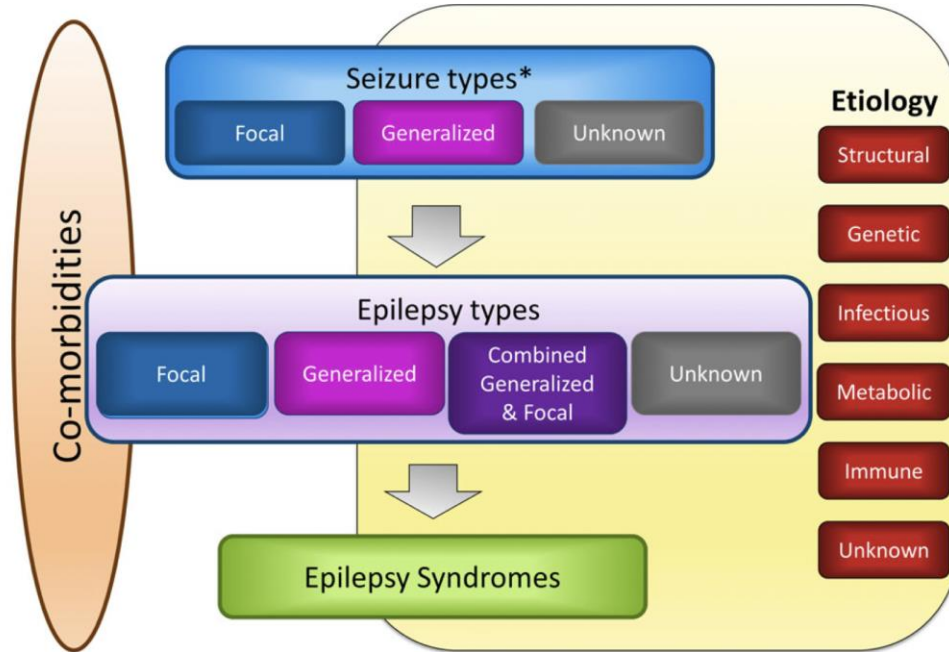 Co-morbidities
Seizure types*
Focal
Generalized
Unknown
Epilepsy types
Focal
Generalized
Combined
Generalized
& Focal
Unknown
Epilepsy Syndromes
Etiology
Structural
Genetic
Infectious
Metabolic
Immune
Unknown